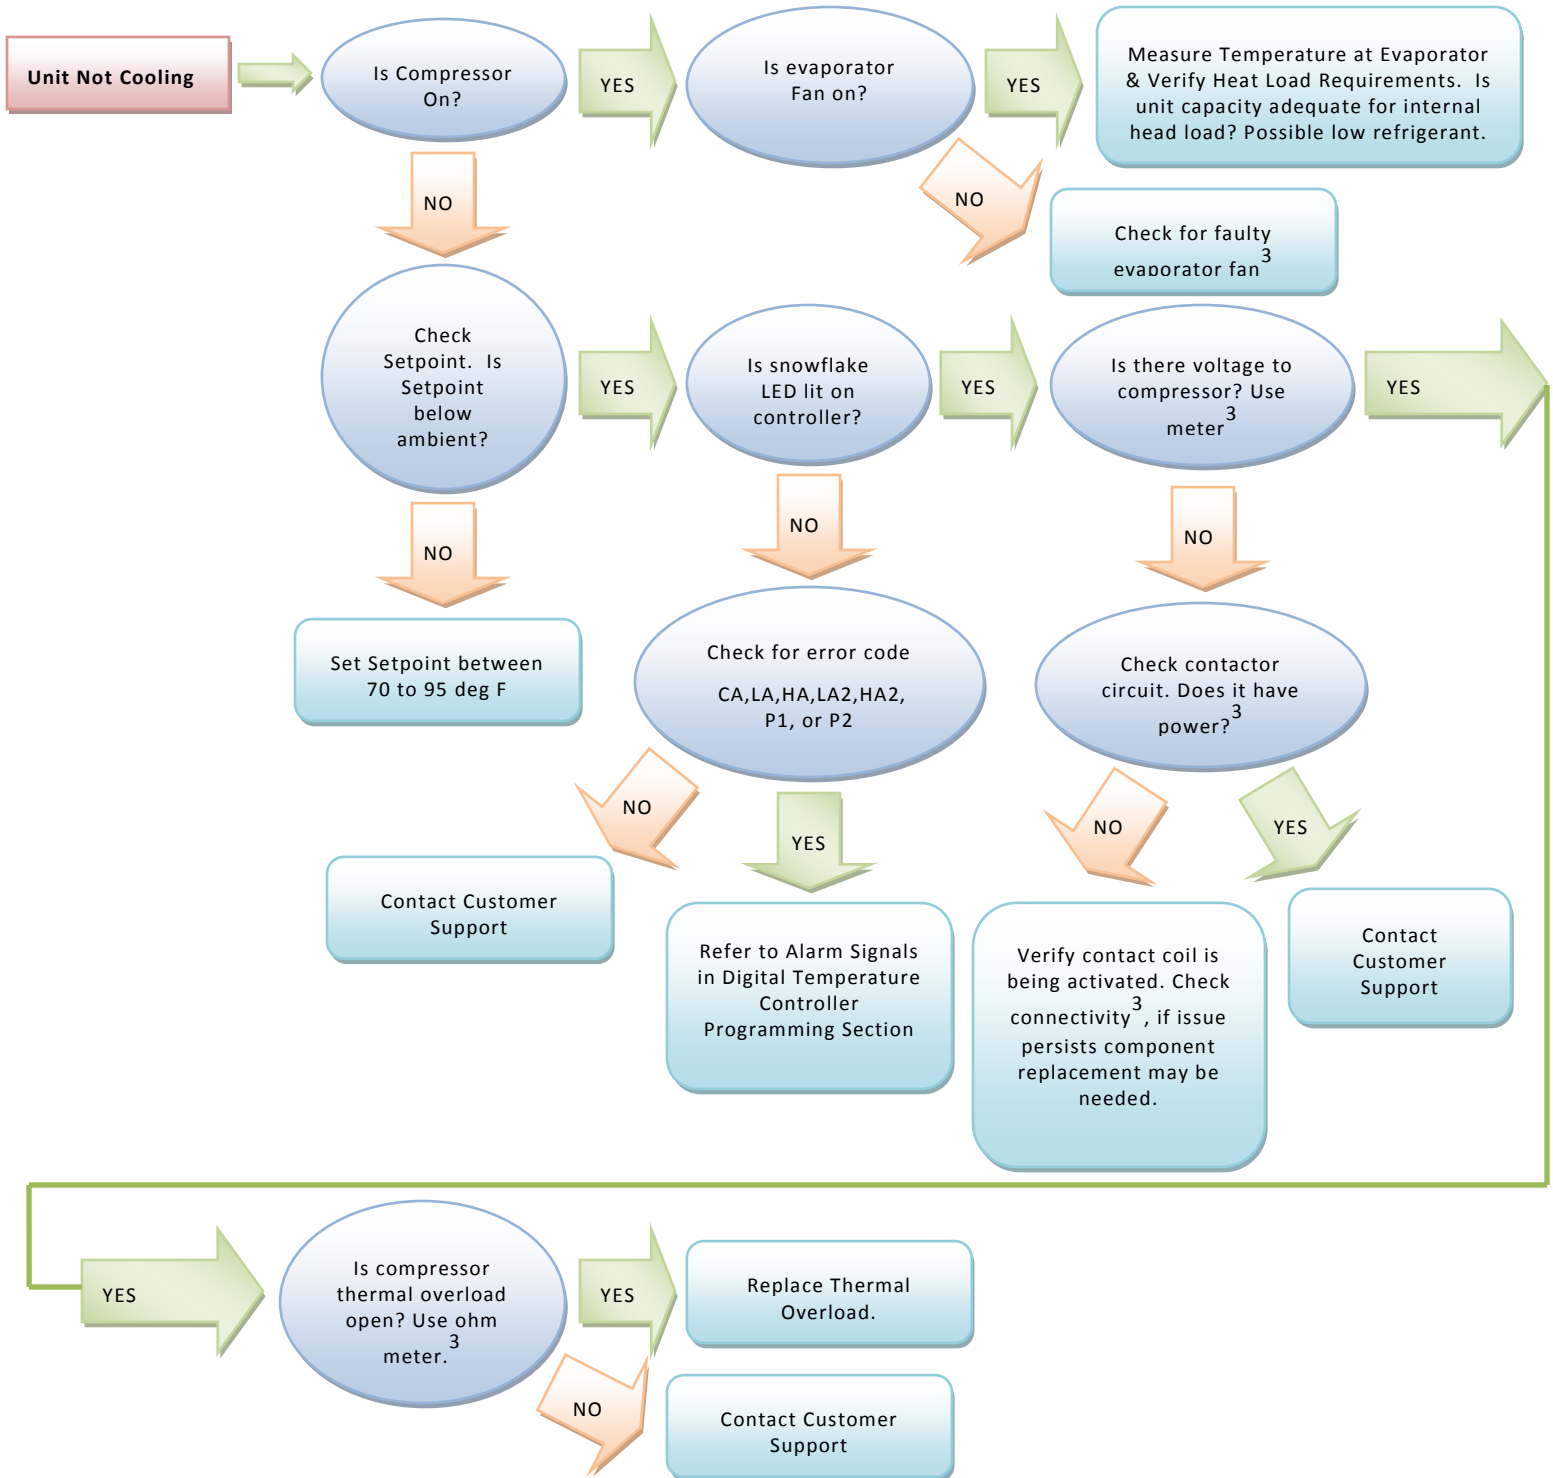 Unit Not Cooling
Is Compressor
On?
YES
Is evaporator
Fan on?
YES
Measure Temperature at Evaporator
& Verify Heat Load Requirements.  Is
unit capacity adequate for internal
head load? Possible low refrigerant.
NO
NO
Check for faulty
evaporator fan3
Check
Setpoint.  Is
Setpoint
below
ambient?
YES
Is snowflake
LED lit on
controller?
YES
Is there voltage to
compressor? Use
meter3
YES
NO
NO
NO
Set Setpoint between
70 to 95 deg F
Check for error code
CA,LA,HA,LA2,HA2,
P1, or P2
Check contactor
circuit. Does it have
power?3
NO
YES
NO
YES
Contact Customer
Support
Refer to Alarm Signals
in Digital Temperature
Controller
Programming Section
Verify contact coil is
being activated. Check
connectivity3, if issue
persists component
replacement may be
needed.
Contact
Customer
Support
YES
Is compressor
thermal overload
open? Use ohm
meter.3
YES
Replace Thermal
Overload.
NO
Contact Customer
Support